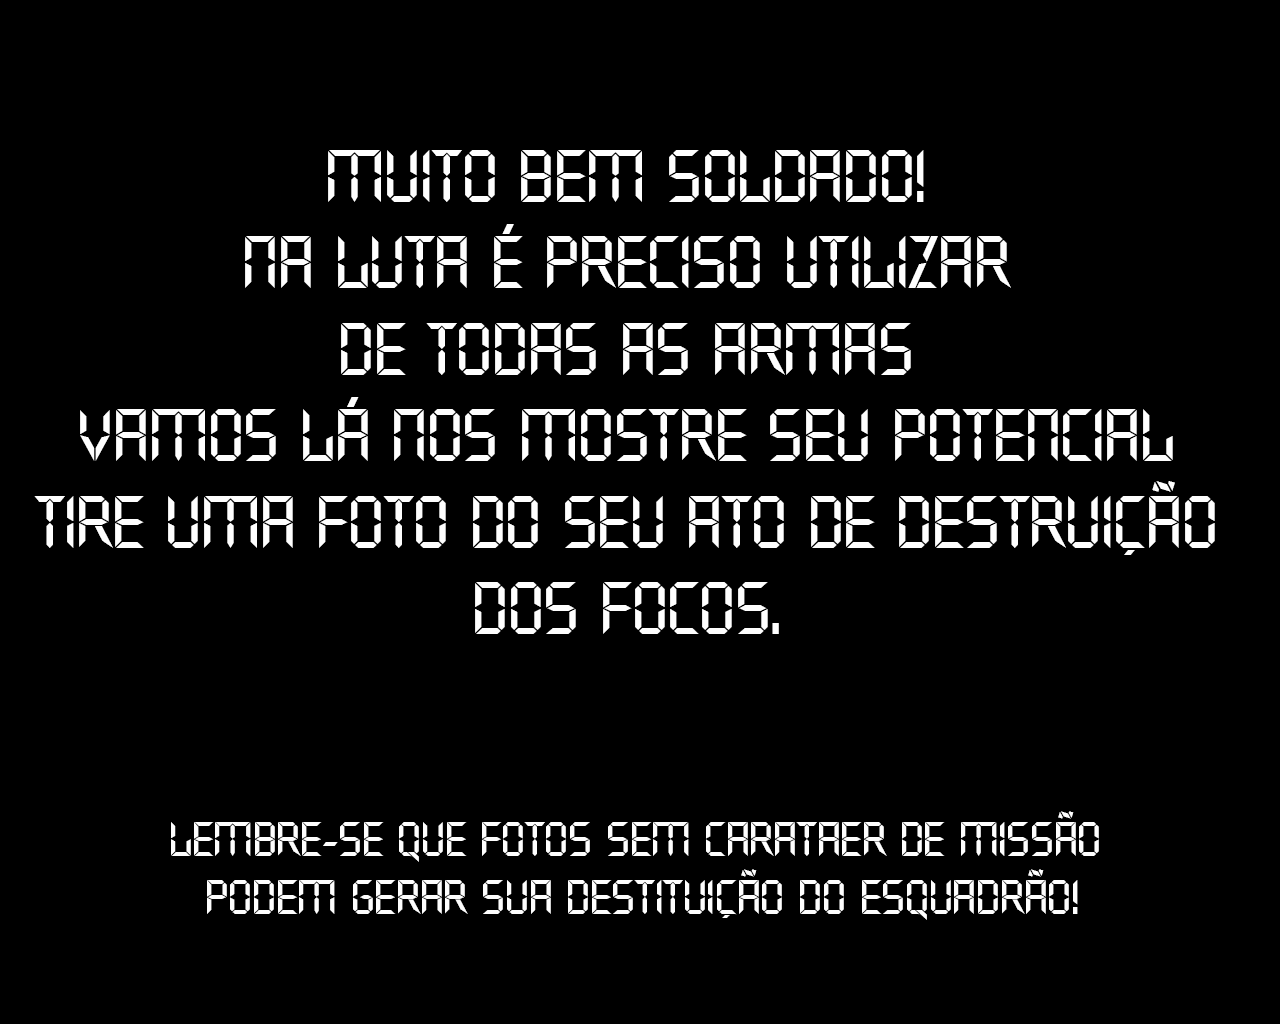 MUITO BEM SOLDADO!
NA LUTA É PRECISO UTILIZAR
DE TODAS AS ARMAS
VAMOS LÁ NOS MOSTRE SEU POTENCIAL
TIRE UMA FOTO DO SEU ATO DE DESTRUIÇÃO
DOS FOCOS.
LEMBRE-SE QUE FOTOS SEM CARATAER DE MISSÃO
PODEM GERAR SUA DESTITUIÇÃO DO ESQUADRÃO!